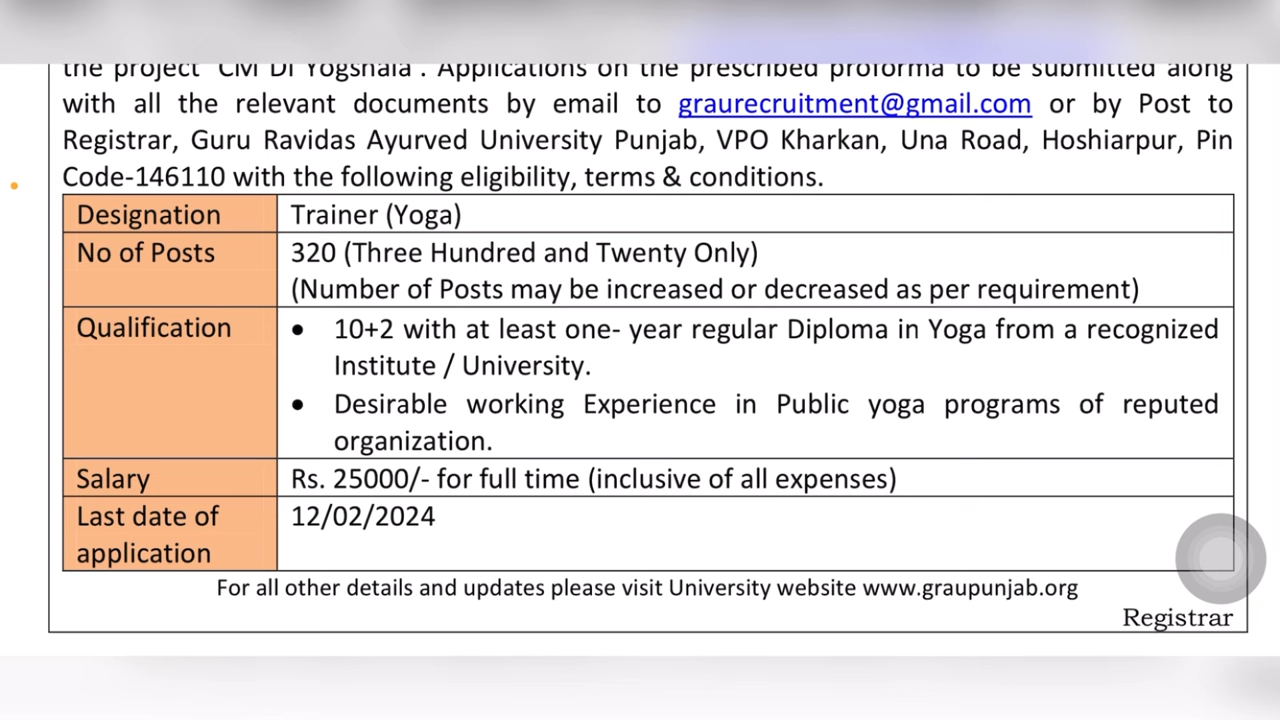 the project 'CM Di Yogshala'. Applications on the prescribed proforma to be submitted along
with all the relevant documents by email to graurecruitment@gmail.com or by Post to
Registrar, Guru Ravidas Ayurved University Punjab, VPO Kharkan, Una Road, Hoshiarpur, Pin
Code-146110 with the following eligibility, terms & conditions.
Designation
Trainer (Yoga)
No of Posts
320 (Three Hundred and Twenty Only)
(Number of Posts may be increased or decreased as per requirement)
Qualification
• 10+2 with at least one- year regular Diploma in Yoga from a recognized
Institute / University.
• Desirable working Experience in Public yoga programs of reputed
organization.
Salary
Rs. 25000/- for full time (inclusive of all expenses)
Last date of
application
12/02/2024
For all other details and updates please visit University website www.graupunjab.org
Registrar